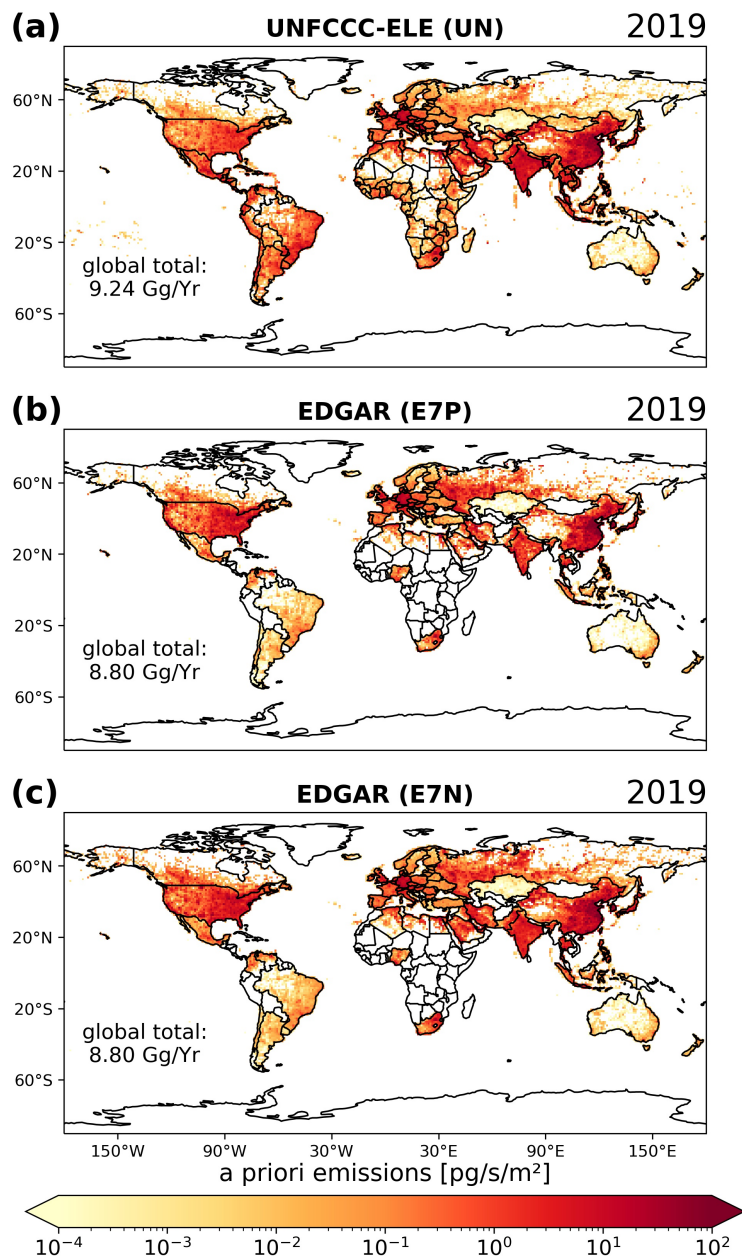 (a) UNFCCC-ELE (UN) 2019
60°N
20°N
20°S
60°S
global total:
9.24 Gg/Yr
(b) EDGAR (E7P) 2019
60°N
20°N
20°S
60°S
global total:
8.80 Gg/Yr
(c) EDGAR (E7N) 2019
60°N
20°N
20°S
60°S
global total:
8.80 Gg/Yr
150°W 90°W 30°W 30°E 90°E 150°E
a priori emissions [pg/s/m²]
10⁻⁴ 10⁻³ 10⁻² 10⁻¹ 10⁰ 10¹ 10²